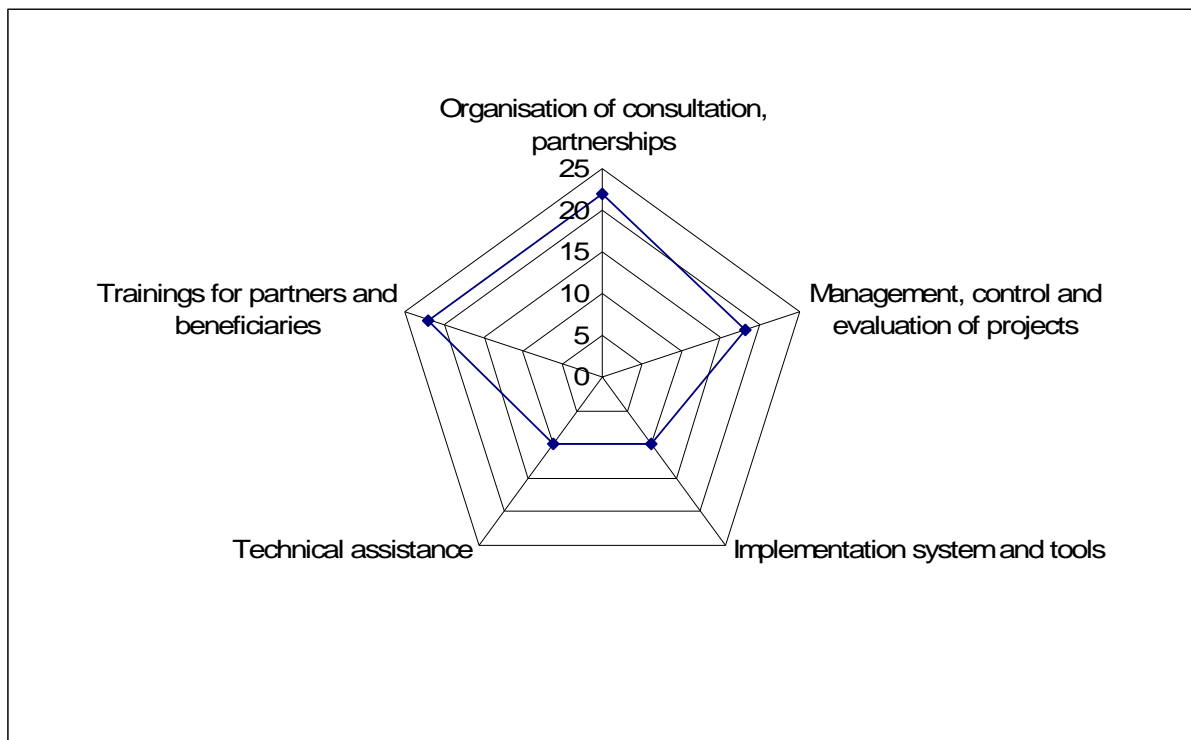 Organisation of consultation,
partnerships
25
20
15
10
5
0
Trainings for partners and
beneficiaries
Management, control and
evaluation of projects
Technical assistance
Implementation system and tools